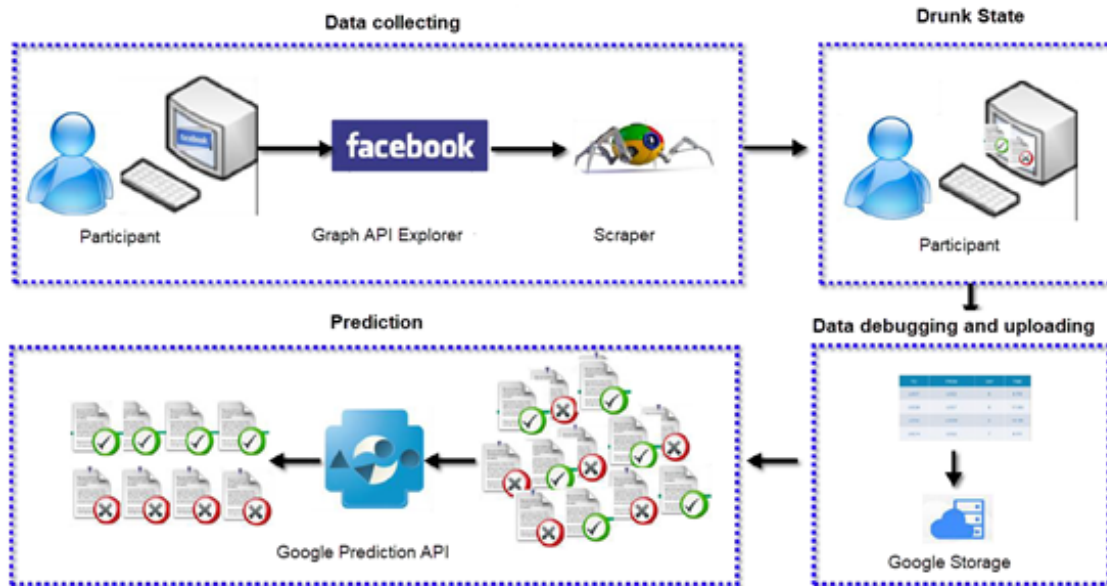 Data collecting
Drunk State
facebook
facebook
Participant
Graph API Explorer
Scraper
Participant
Prediction
Data debugging and uploading
Google Prediction API
Google Storage